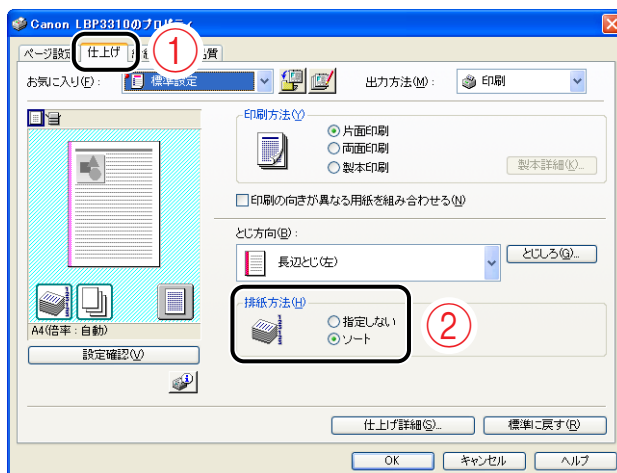 Canon LBP3310のプロパティ
ページ設定 仕上げ 給 品質
①
お気に入り(F): 標準設定 出力方法(M): 印刷
印刷方法(Y)
片面印刷
両面印刷
製本印刷 製本詳細(K)...
印刷の向きが異なる用紙を組み合わせる(N)
とじ方向(B):
長辺とじ(左) とじしろ(G)...
排紙方法(H)
指定しない
ソート
②
A4(倍率:自動)
設定確認(V)
仕上げ詳細(S)... 標準に戻す(R)
OK キャンセル ヘルプ